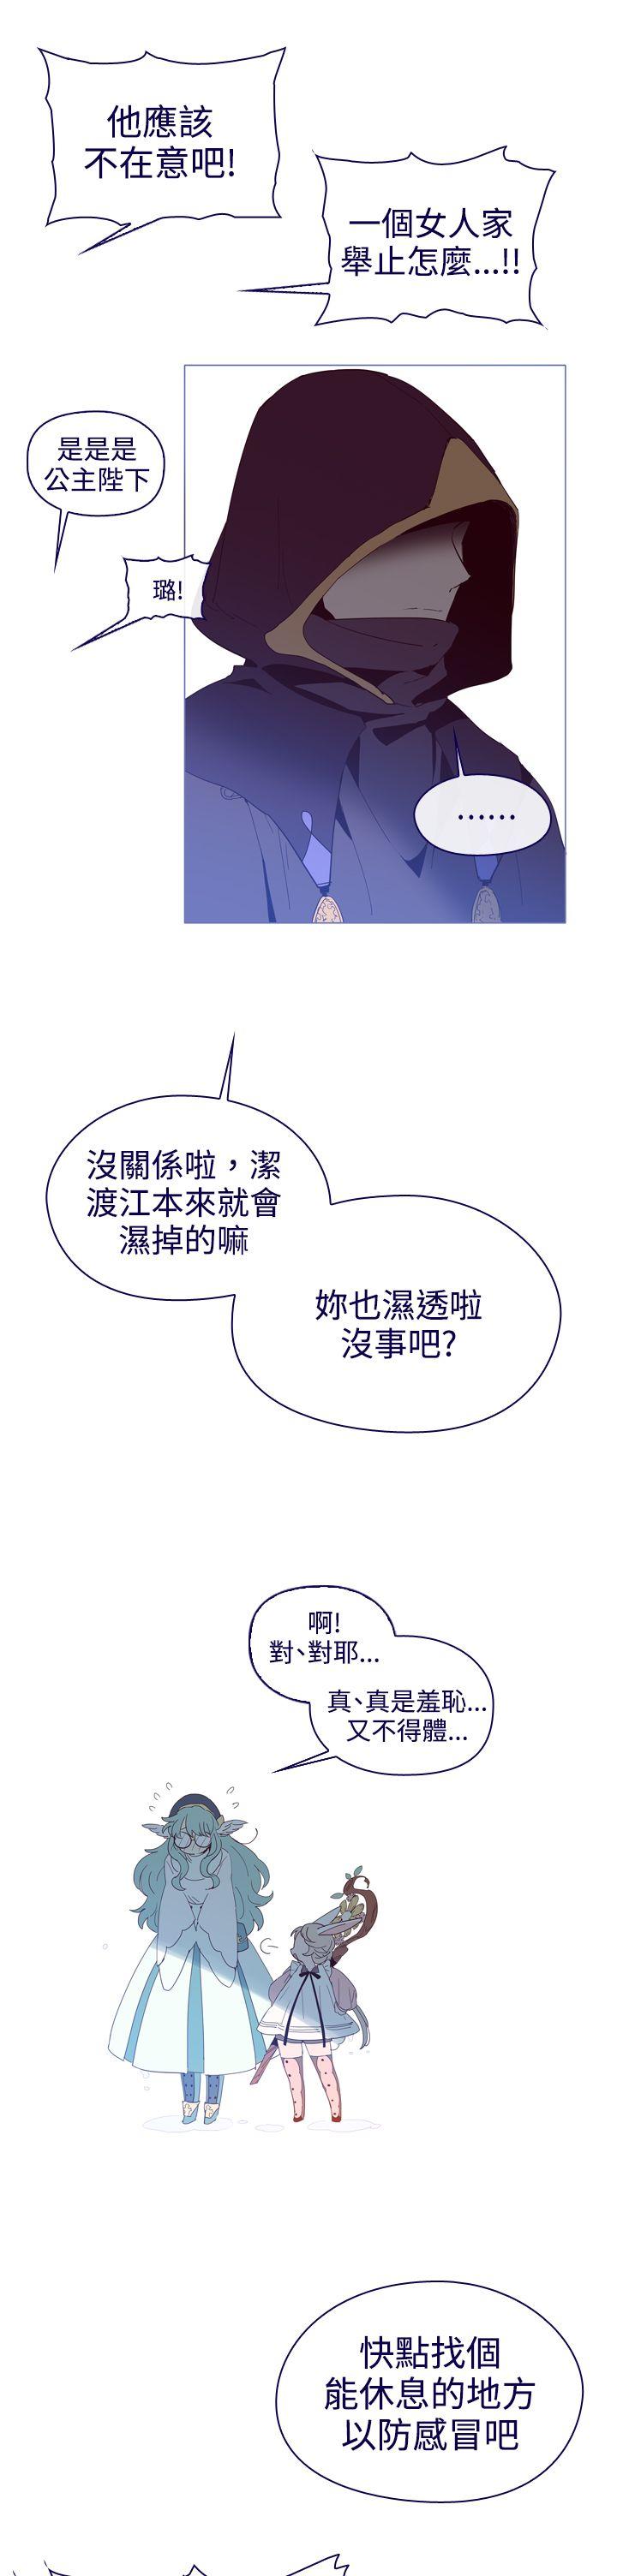 他應該
不在意吧!
一個女人家
舉止怎麼...!!
是是是
公主陛下
璐!
......
沒關係啦，潔
渡江本來就會
濕掉的嘛
妳也濕透啦
沒事吧?
啊!
對、對耶...
真、真是羞恥...
又不得體...
快點找個
能休息的地方
以防感冒吧